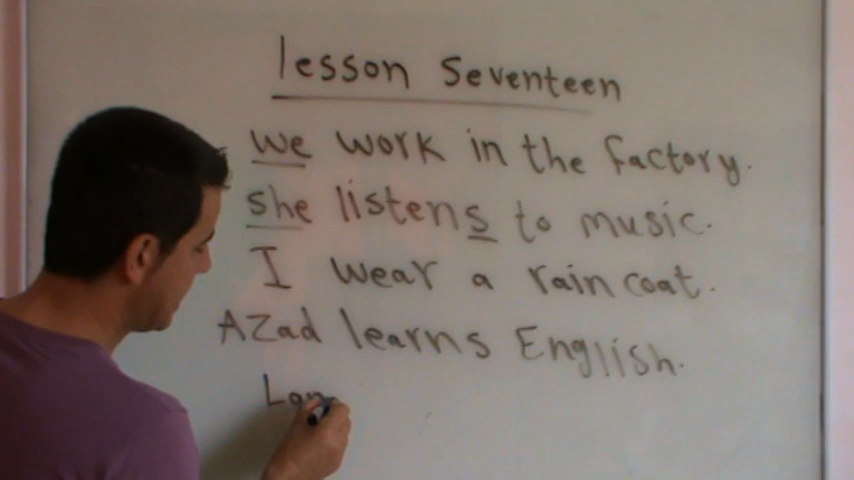 lesson seventeen
we work in the factory.
she listens to music.
I wear a rain coat.
AZad learns English.